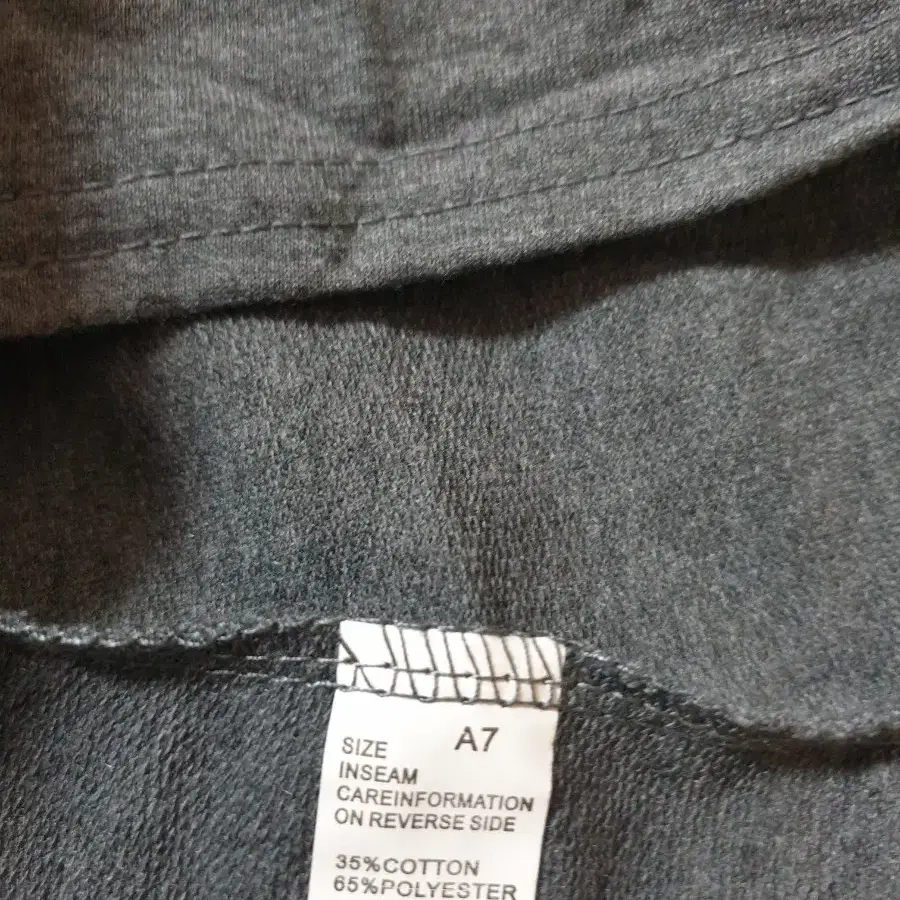 A7
SIZE
INSEAM
CAREINFORMATION
ON REVERSE SIDE
35%COTTON
65%POLYESTER